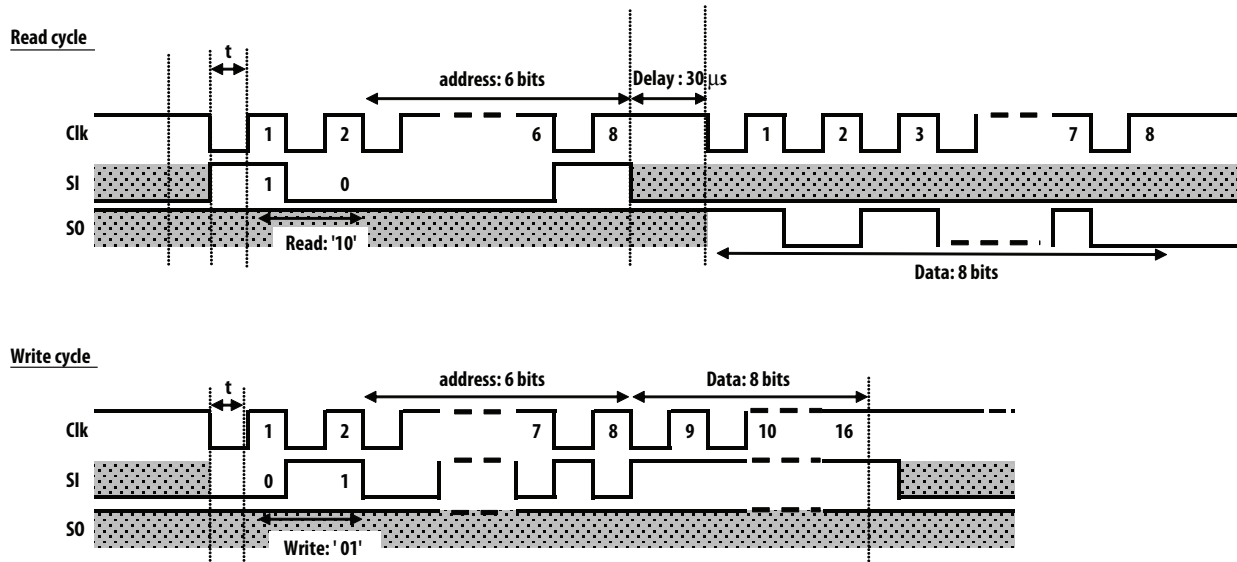 Read cycle
t
address: 6 bits
Delay : 30 μs
Clk 1 2 6 8 1 2 3 7 8
SI 1 0
SO
Read: '10'
Data: 8 bits
Write cycle
t
address: 6 bits
Data: 8 bits
Clk 1 2 7 8 9 10 16
SI 0 1
SO
Write: ' 01'